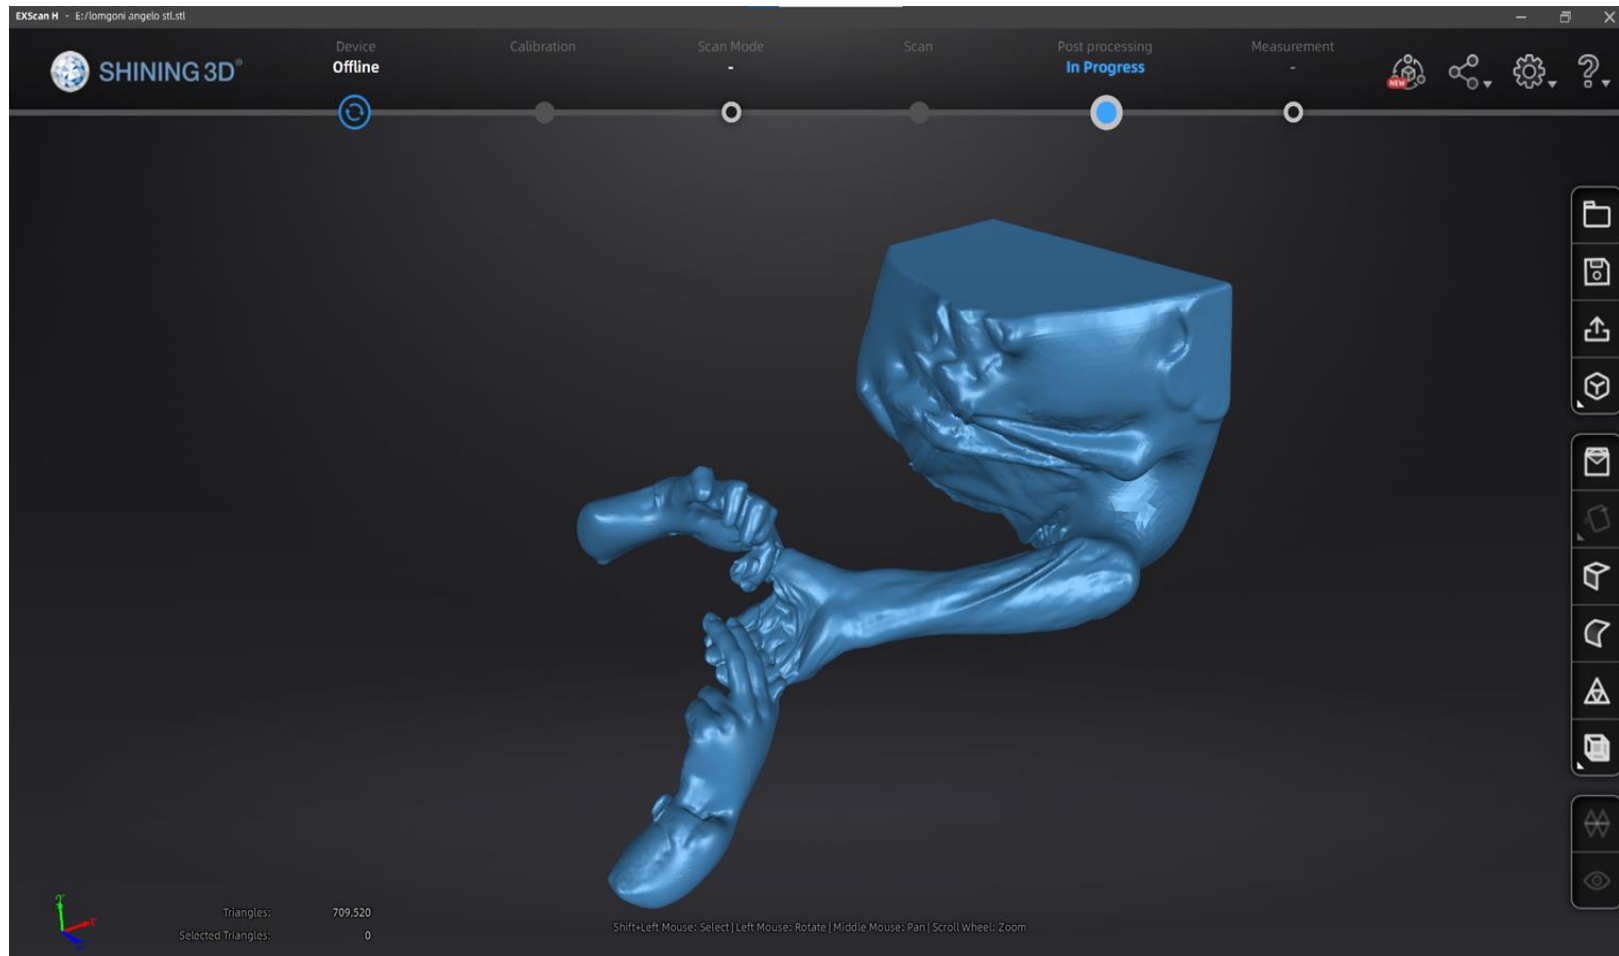 EXScan H - E:/lomgoni angelo stl.stl
SHINING 3D®
Device
Offline
Calibration
Scan Mode
-
Scan
Post processing
In Progress
Measurement
-
NEW
Triangles: 709,520
Selected Triangles: 0
Shift+Left Mouse: Select | Left Mouse: Rotate | Middle Mouse: Pan | Scroll Wheel: Zoom